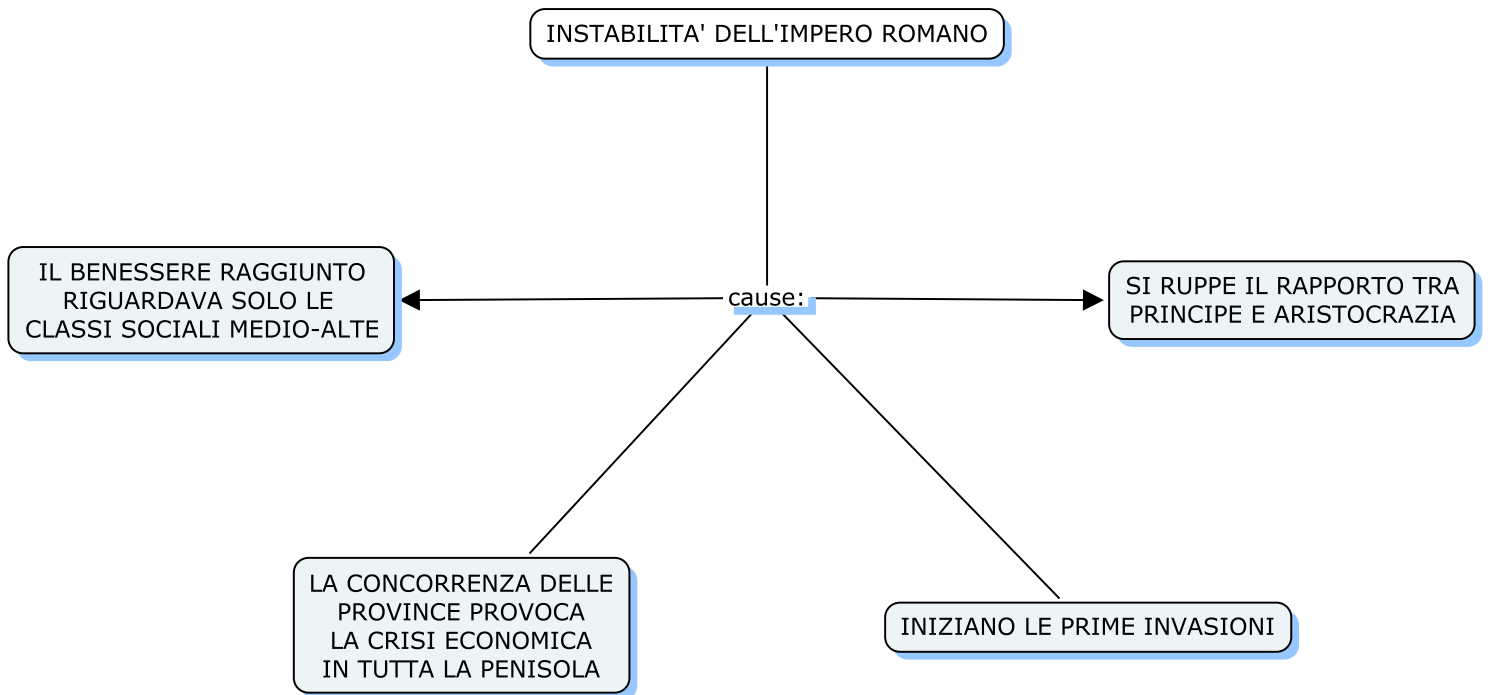 INSTABILITA' DELL'IMPERO ROMANO
IL BENESSERE RAGGIUNTO
RIGUARDAVA SOLO LE
CLASSI SOCIALI MEDIO-ALTE
cause:
SI RUPPE IL RAPPORTO TRA
PRINCIPE E ARISTOCRAZIA
LA CONCORRENZA DELLE
PROVINCE PROVOCA
LA CRISI ECONOMICA
IN TUTTA LA PENISOLA
INIZIANO LE PRIME INVASIONI